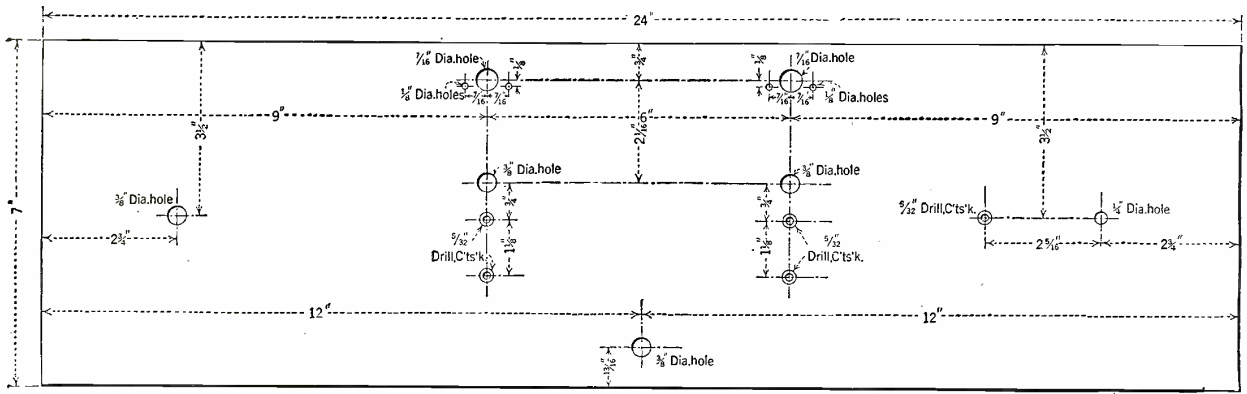 24"
7/16" Dia.hole
1/8"
3/4"
1/8"
7/16" Dia.hole
1/8" Dia.holes
7/16"
7/16"
7/16"
7/16"
1/8" Dia.holes
9"
6"
9"
3 1/2"
2 1/16"
3 1/2"
7"
3/8" Dia.hole
3/8" Dia.hole
3/8" Dia.hole
3/4"
3/4"
5/32" Drill,C'ts'k.
1/4" Dia.hole
2 3/4"
5/32"
Drill,C'ts'k.
1 1/8"
1 1/8"
5/32"
Drill,C'ts'k.
2 5/16"
2 3/4"
12"
12"
13/16"
3/8" Dia.hole